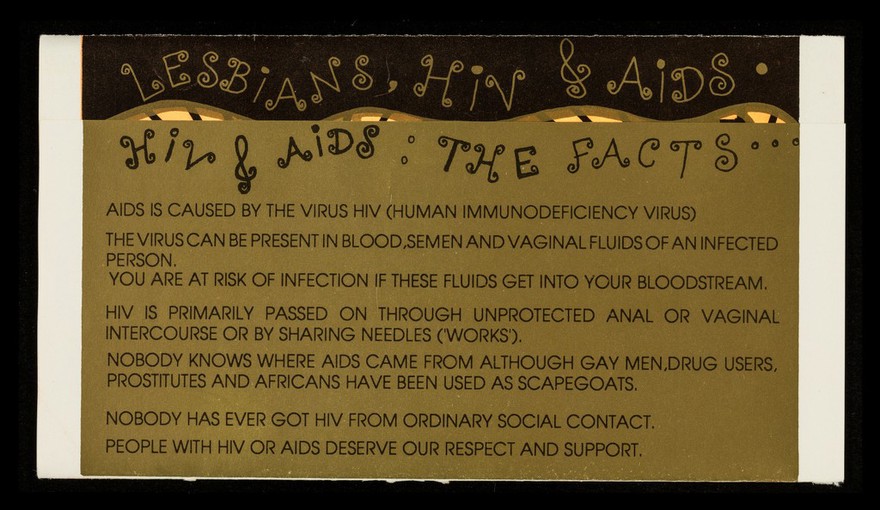 LESBiANS, HiV & AiDS •
HiV & AiDS : THE FACTS •••
AIDS IS CAUSED BY THE VIRUS HIV (HUMAN IMMUNODEFICIENCY VIRUS)
THE VIRUS CAN BE PRESENT IN BLOOD,SEMEN AND VAGINAL FLUIDS OF AN INFECTED
PERSON.
YOU ARE AT RISK OF INFECTION IF THESE FLUIDS GET INTO YOUR BLOODSTREAM.
HIV IS PRIMARILY PASSED ON THROUGH UNPROTECTED ANAL OR VAGINAL
INTERCOURSE OR BY SHARING NEEDLES ('WORKS').
NOBODY KNOWS WHERE AIDS CAME FROM ALTHOUGH GAY MEN,DRUG USERS,
PROSTITUTES AND AFRICANS HAVE BEEN USED AS SCAPEGOATS.
NOBODY HAS EVER GOT HIV FROM ORDINARY SOCIAL CONTACT.
PEOPLE WITH HIV OR AIDS DESERVE OUR RESPECT AND SUPPORT.